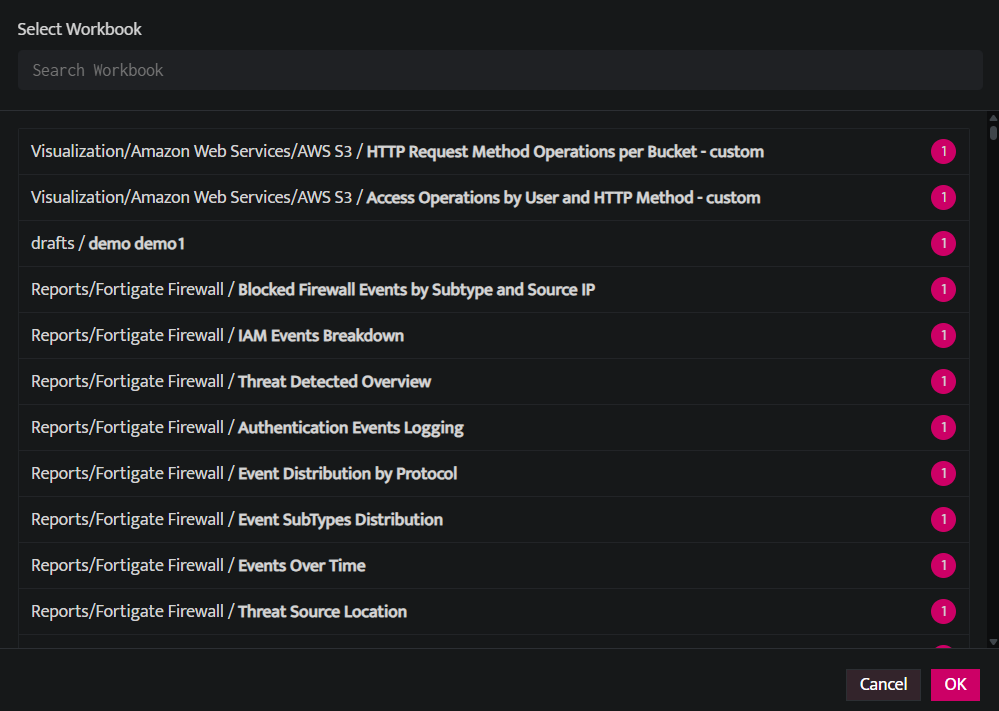 Select Workbook
Search Workbook
Visualization/Amazon Web Services/AWS S3 / HTTP Request Method Operations per Bucket - custom 1
Visualization/Amazon Web Services/AWS S3 / Access Operations by User and HTTP Method - custom 1
drafts / demo demo1 1
Reports/Fortigate Firewall / Blocked Firewall Events by Subtype and Source IP 1
Reports/Fortigate Firewall / IAM Events Breakdown 1
Reports/Fortigate Firewall / Threat Detected Overview 1
Reports/Fortigate Firewall / Authentication Events Logging 1
Reports/Fortigate Firewall / Event Distribution by Protocol 1
Reports/Fortigate Firewall / Event SubTypes Distribution 1
Reports/Fortigate Firewall / Events Over Time 1
Reports/Fortigate Firewall / Threat Source Location 1
Cancel OK